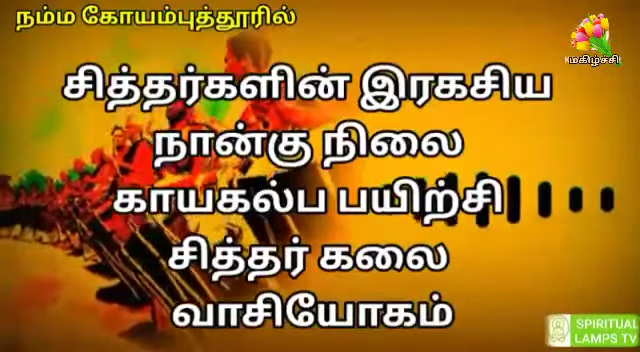 நம்ம கோயம்புத்தூரில்
மகிழ்ச்சி
சித்தர்களின் இரகசிய
நான்கு நிலை
காயகல்ப பயிற்சி
சித்தர் கலை
வாசியோகம்
SPIRITUAL
LAMPS TV